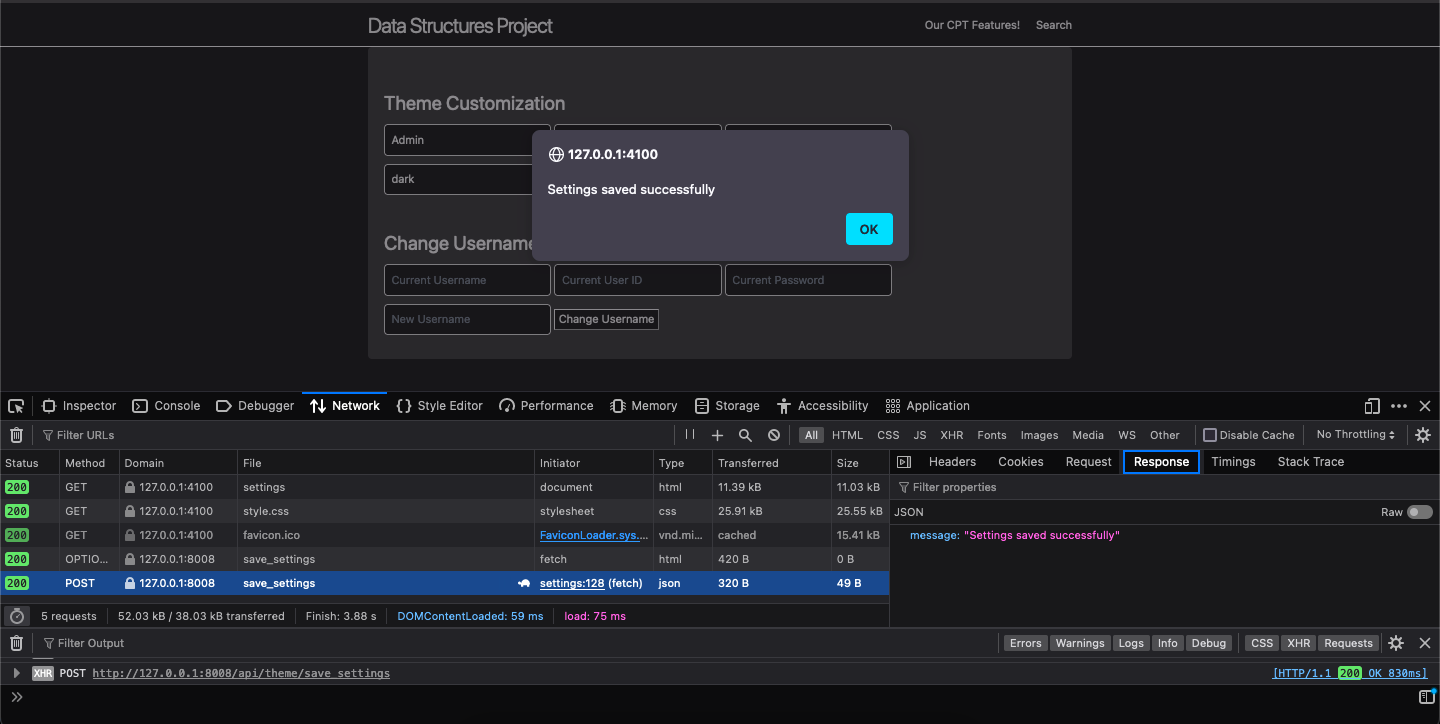 Data Structures Project Our CPT Features! Search
Theme Customization
Admin
127.0.0.1:4100
dark
Settings saved successfully
OK
Change Username
Current Username Current User ID Current Password
New Username Change Username
Inspector Console Debugger Network Style Editor Performance Memory Storage Accessibility Application
Filter URLs All HTML CSS JS XHR Fonts Images Media WS Other Disable Cache No Throttling
Status Method Domain File Initiator Type Transferred Size
200 GET 127.0.0.1:4100 settings document html 11.39 kB 11.03 kB
200 GET 127.0.0.1:4100 style.css stylesheet css 25.91 kB 25.55 kB
200 GET 127.0.0.1:4100 favicon.ico FaviconLoader.sys.... vnd.mi... cached 15.41 kB
200 OPTIO... 127.0.0.1:8008 save_settings fetch html 420 B 0 B
200 POST 127.0.0.1:8008 save_settings settings:128 (fetch) json 320 B 49 B
Headers Cookies Request Response Timings Stack Trace
Filter properties
JSON Raw
message: "Settings saved successfully"
5 requests 52.03 kB / 38.03 kB transferred Finish: 3.88 s DOMContentLoaded: 59 ms load: 75 ms
Filter Output Errors Warnings Logs Info Debug CSS XHR Requests
XHR POST http://127.0.0.1:8008/api/theme/save_settings [HTTP/1.1 200 OK 830ms]